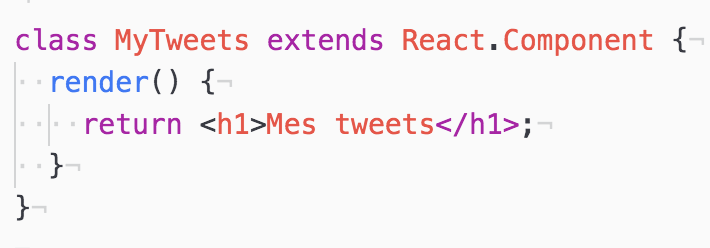 class MyTweets extends React.Component {
  render() {
    return <h1>Mes tweets</h1>;
  }
}